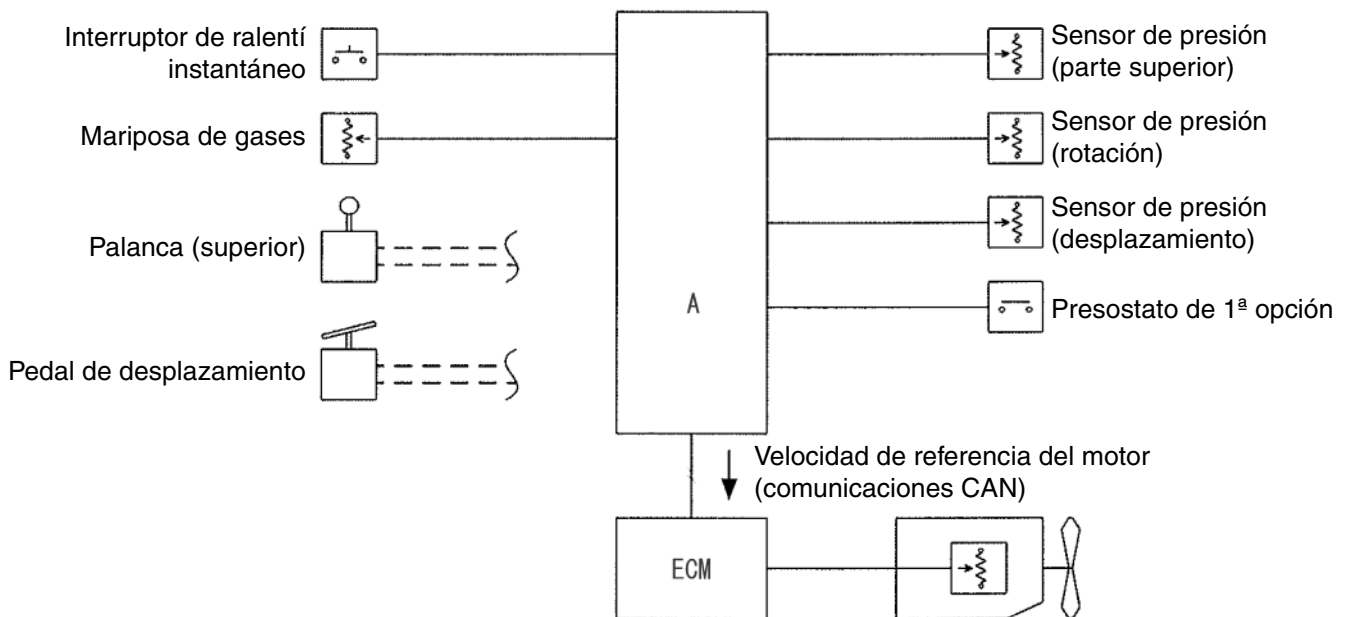 Interruptor de ralentí
instantáneo
Mariposa de gases
Palanca (superior)
Pedal de desplazamiento
A
Sensor de presión
(parte superior)
Sensor de presión
(rotación)
Sensor de presión
(desplazamiento)
Presostato de 1ª opción
Velocidad de referencia del motor
(comunicaciones CAN)
ECM